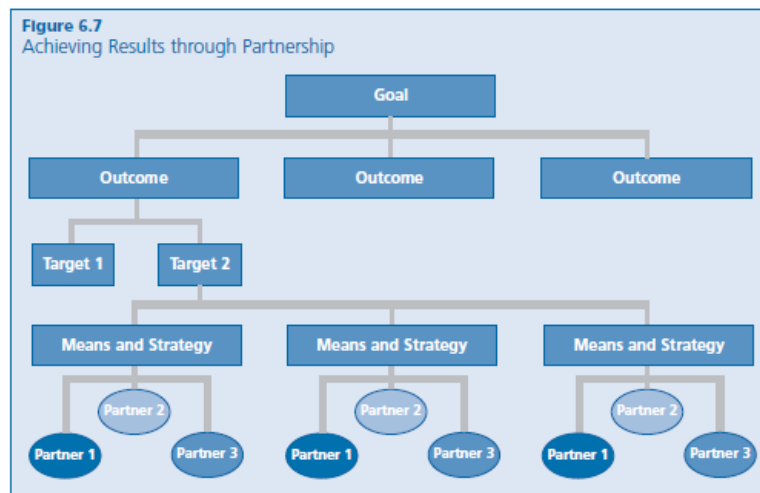 Figure 6.7
Achieving Results through Partnership
Goal
Outcome
Outcome
Outcome
Target 1
Target 2
Means and Strategy
Means and Strategy
Means and Strategy
Partner 2
Partner 2
Partner 2
Partner 1
Partner 3
Partner 1
Partner 3
Partner 1
Partner 3